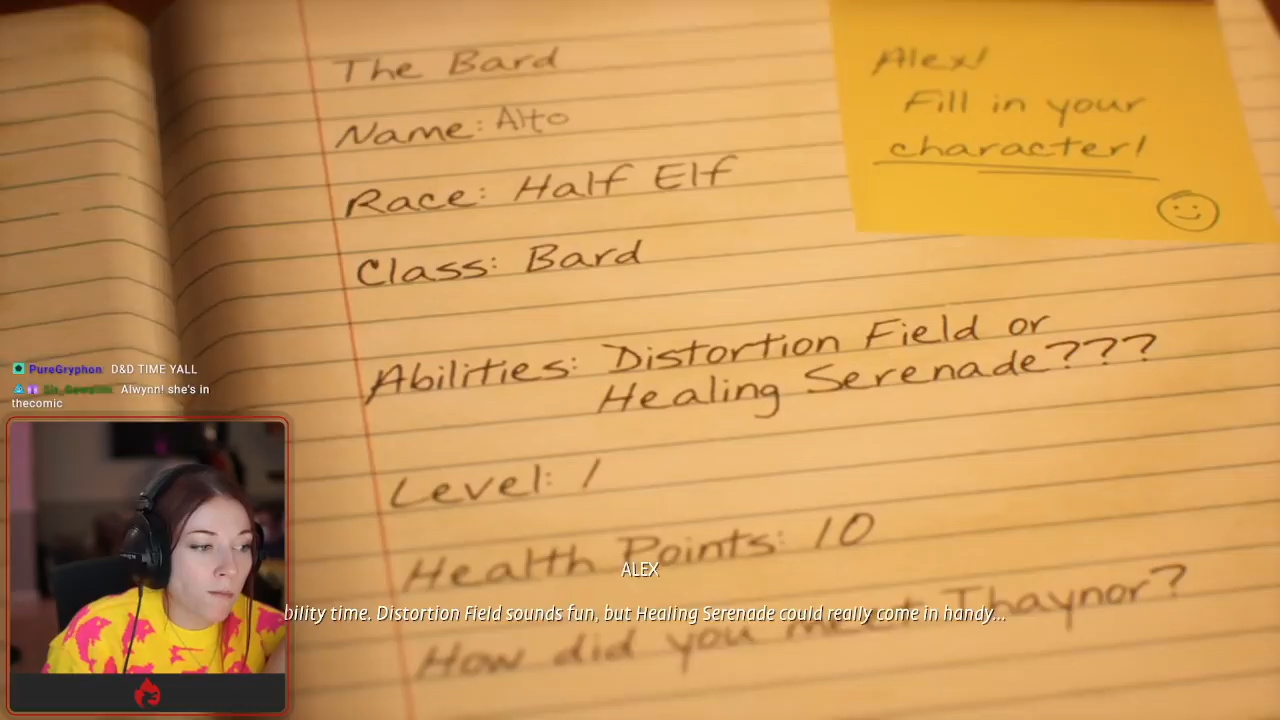 The Bard
Name: Alto
Race: Half Elf
Class: Bard
Abilities: Distortion Field or
Healing Serenade???
Level: 1
Health Points: 10
How did you meet Thaynor?
Alex!
Fill in your
character!
PureGryphon: D&D TIME YALL
Alwynn! she's in
thecomic
ALEX
bility time. Distortion Field sounds fun, but Healing Serenade could really come in handy...